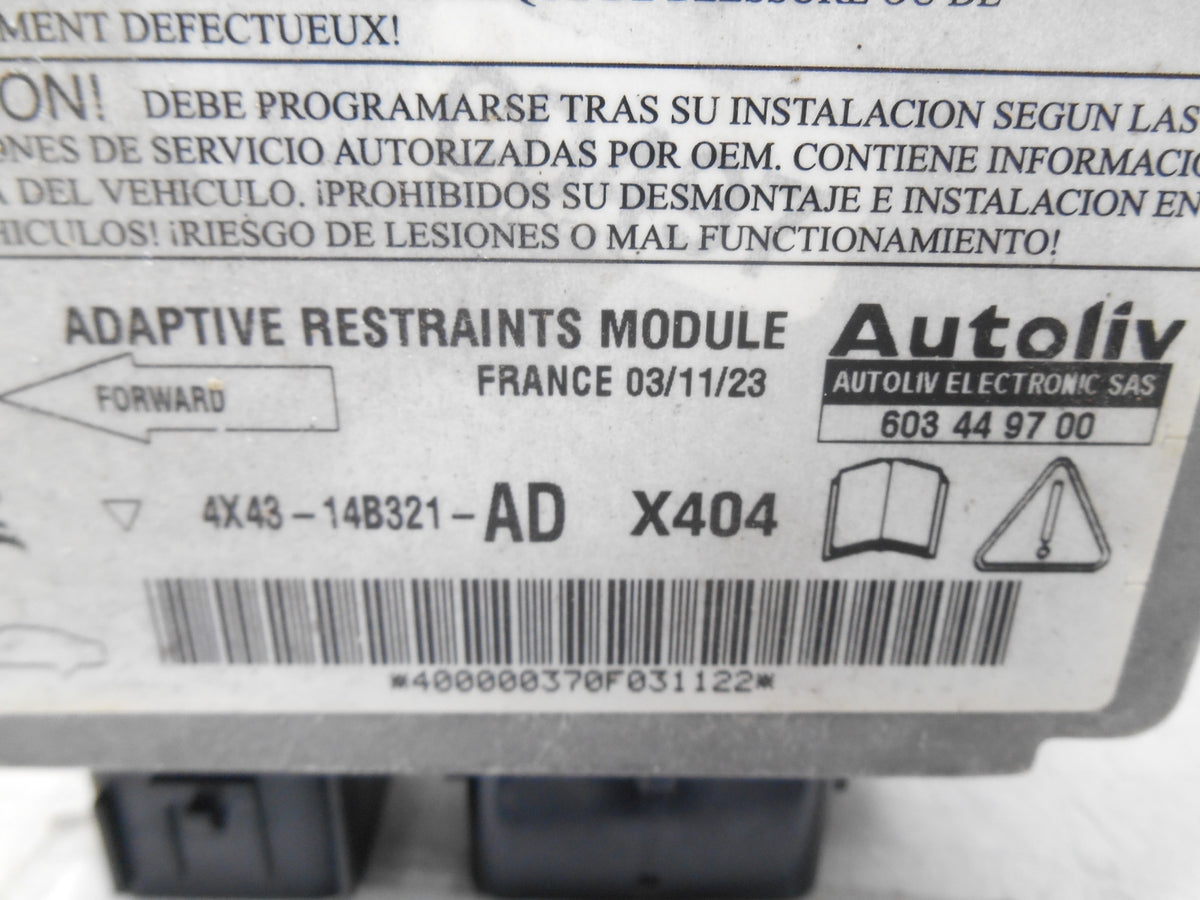 MENT DEFECTUEUX!
ON! DEBE PROGRAMARSE TRAS SU INSTALACION SEGUN LAS
ONES DE SERVICIO AUTORIZADAS POR OEM. CONTIENE INFORMACIO
A DEL VEHICULO. ¡PROHIBIDOS SU DESMONTAJE E INSTALACION EN
HICULOS! ¡RIESGO DE LESIONES O MAL FUNCTIONAMIENTO!
ADAPTIVE RESTRAINTS MODULE
FRANCE 03/11/23
FORWARD
Autoliv
AUTOLIV ELECTRONIC SAS
603 44 97 00
4X43-14B321-AD X404
*400000370F031122*